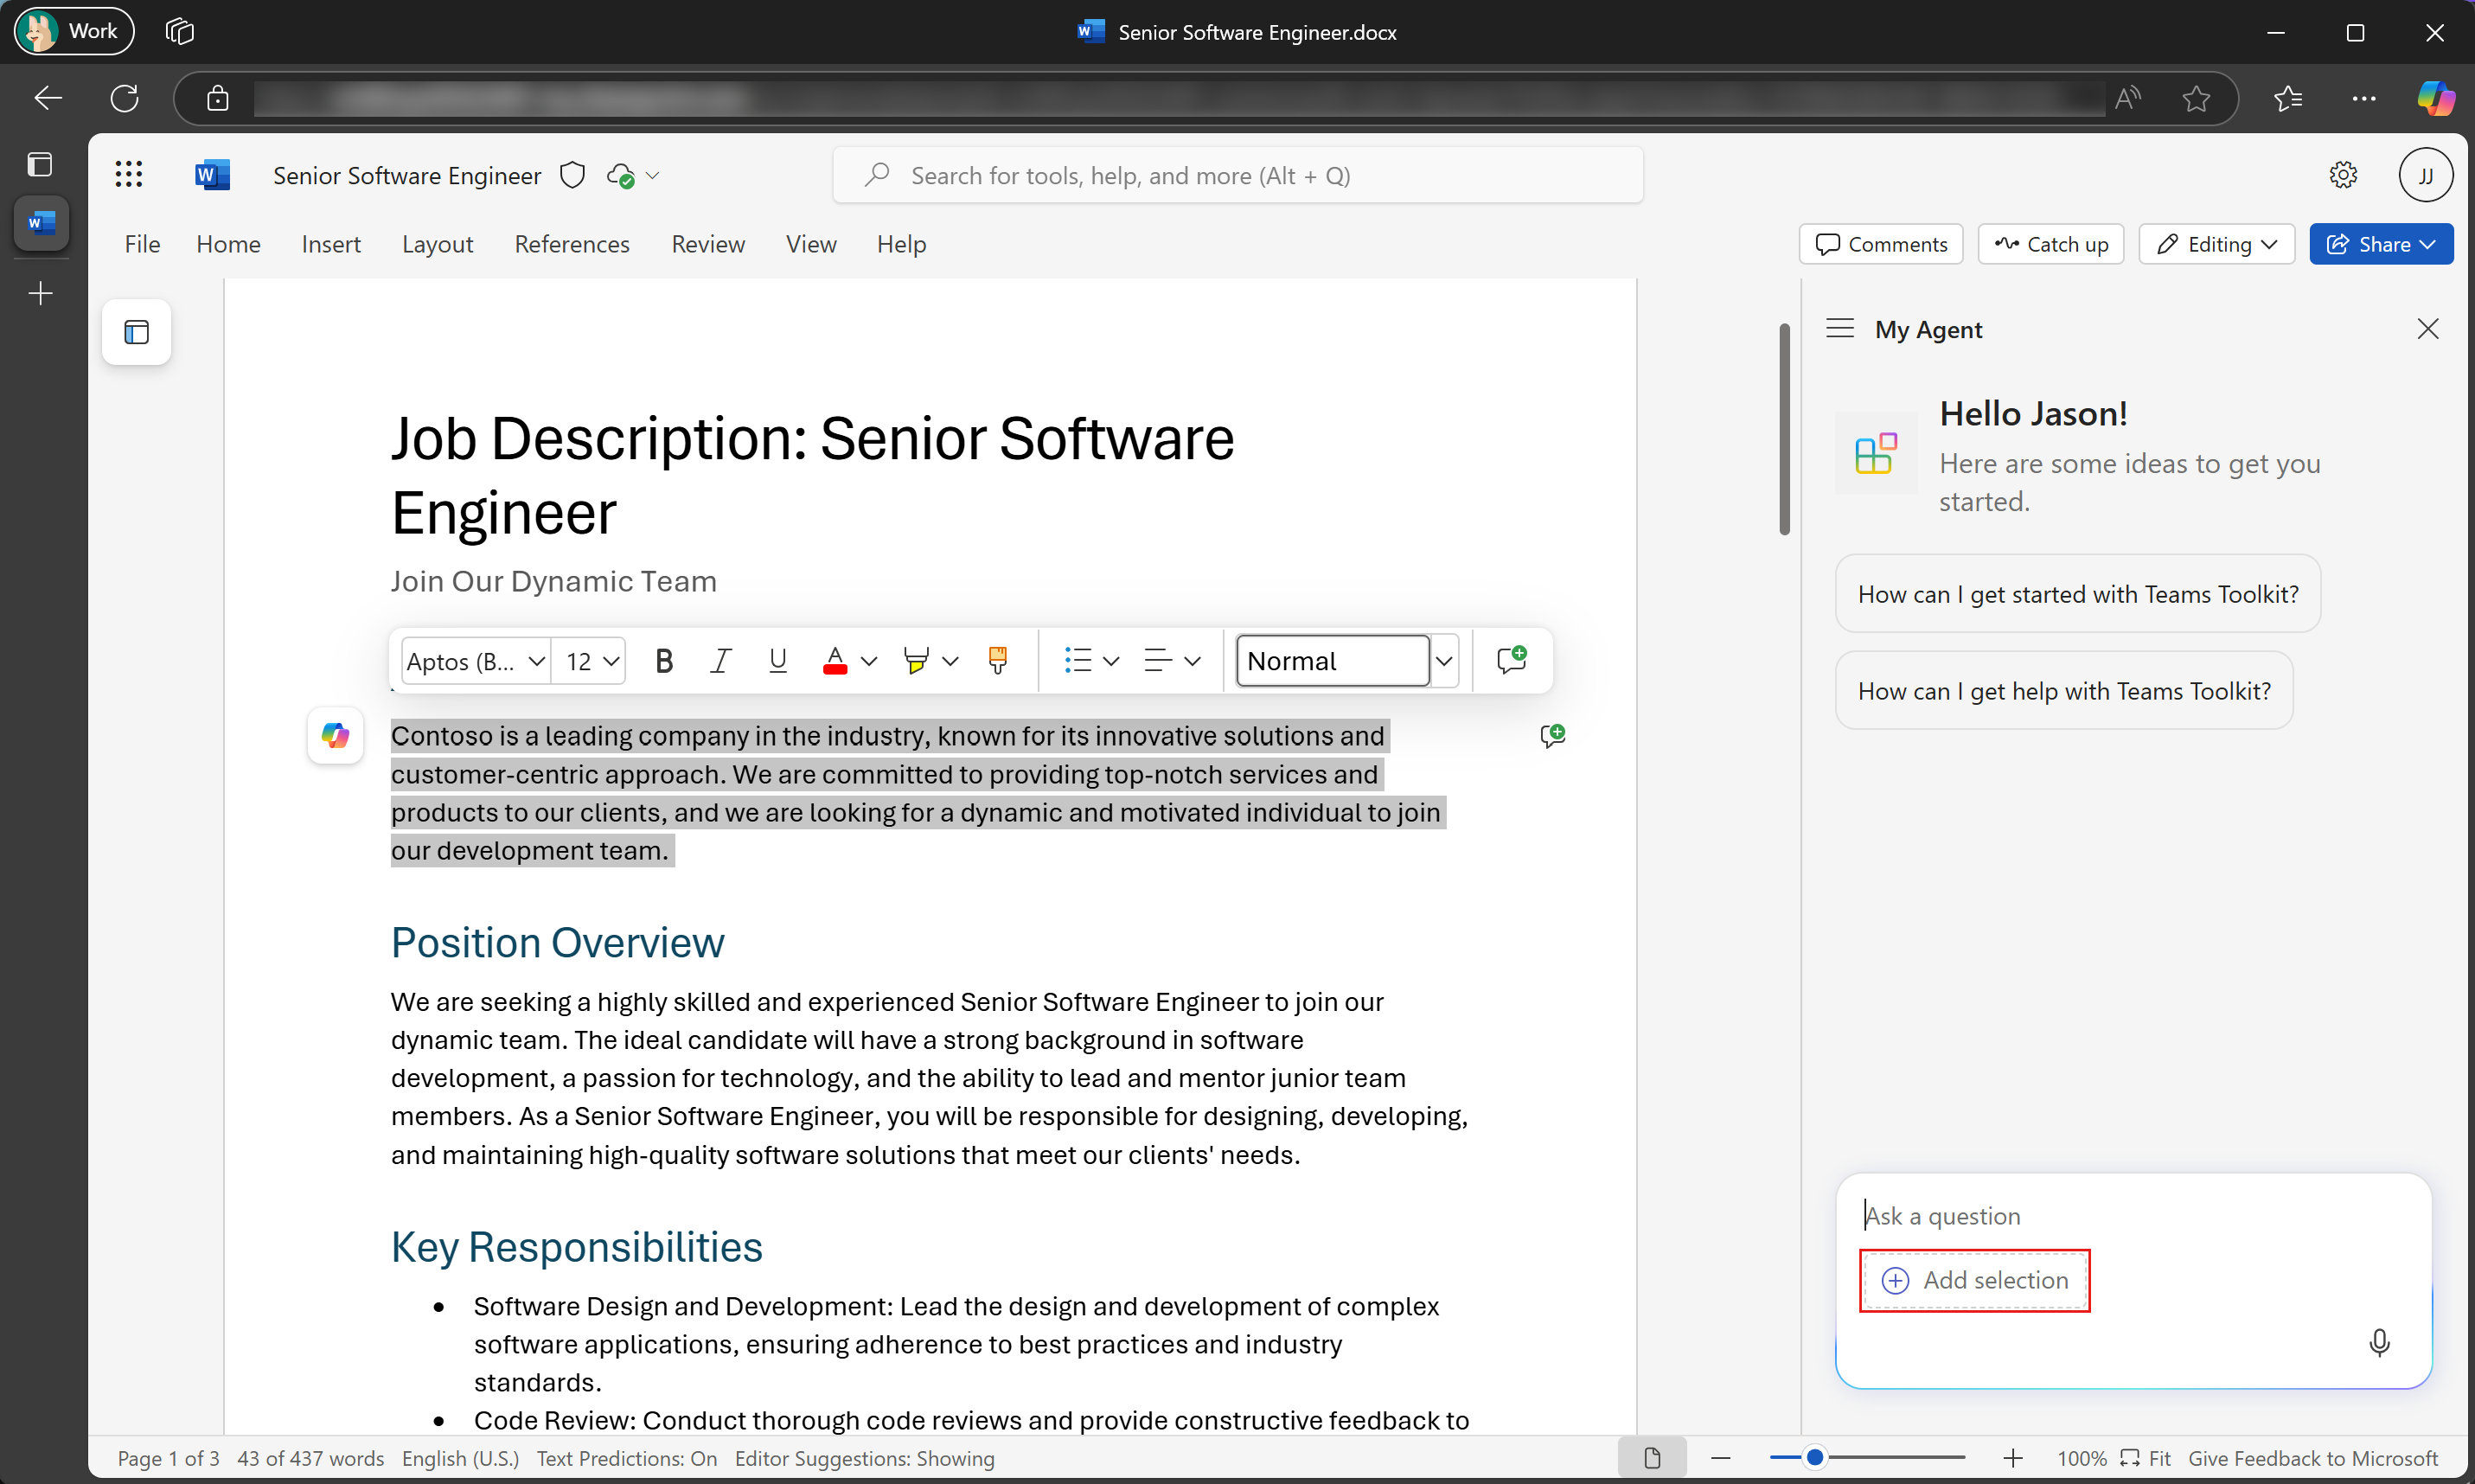 Work
Senior Software Engineer.docx
Senior Software Engineer
Search for tools, help, and more (Alt + Q)
JJ
File Home Insert Layout References Review View Help
Comments Catch up Editing Share
Job Description: Senior Software
Engineer
Join Our Dynamic Team
Aptos (B... 12 B I U A Normal
Contoso is a leading company in the industry, known for its innovative solutions and
customer-centric approach. We are committed to providing top-notch services and
products to our clients, and we are looking for a dynamic and motivated individual to join
our development team.
Position Overview
We are seeking a highly skilled and experienced Senior Software Engineer to join our
dynamic team. The ideal candidate will have a strong background in software
development, a passion for technology, and the ability to lead and mentor junior team
members. As a Senior Software Engineer, you will be responsible for designing, developing,
and maintaining high-quality software solutions that meet our clients' needs.
Key Responsibilities
• Software Design and Development: Lead the design and development of complex
software applications, ensuring adherence to best practices and industry
standards.
• Code Review: Conduct thorough code reviews and provide constructive feedback to
My Agent
Hello Jason!
Here are some ideas to get you
started.
How can I get started with Teams Toolkit?
How can I get help with Teams Toolkit?
Ask a question
Add selection
Page 1 of 3 43 of 437 words English (U.S.) Text Predictions: On Editor Suggestions: Showing 100% Fit Give Feedback to Microsoft